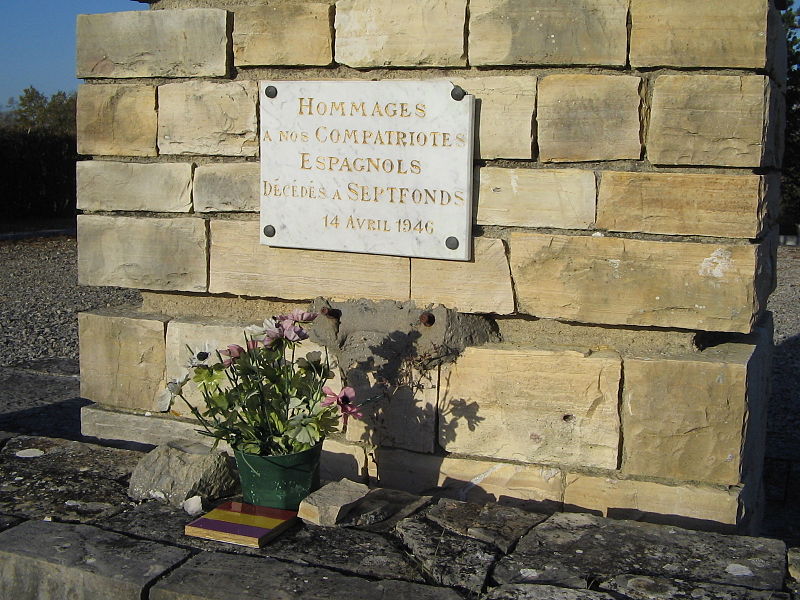 HOMMAGES
A NOS COMPATRIOTES
ESPAGNOLS
DÉCÉDÉS A SEPTFONDS
14 AVRIL 1946